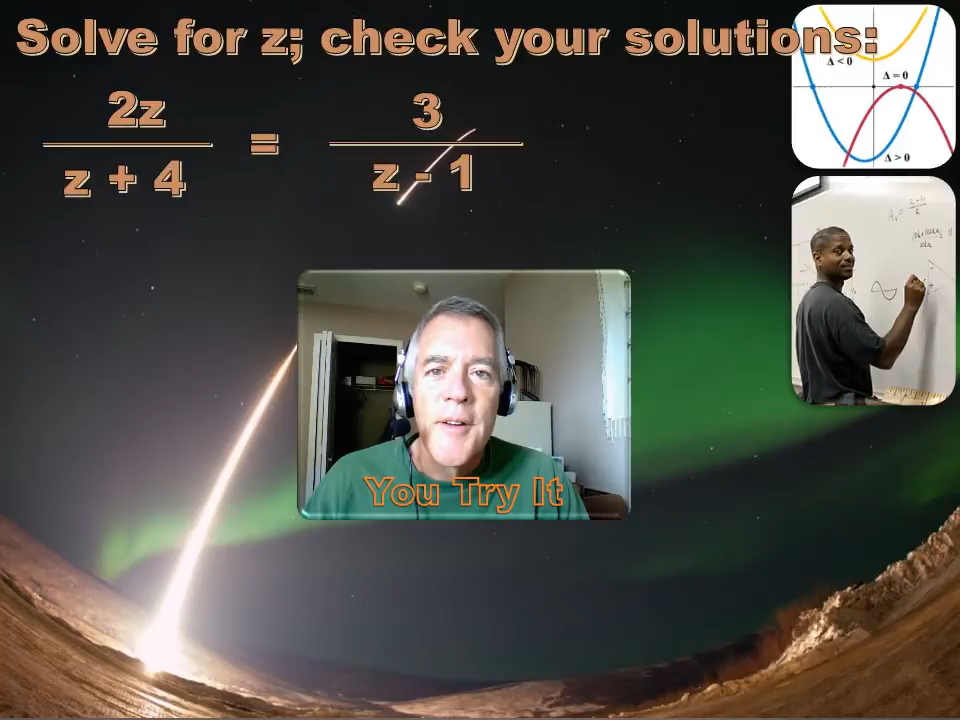 Solve for z; check your solutions:
2z
z + 4
=
3
z - 1
Δ < 0
Δ = 0
Δ > 0
You Try It